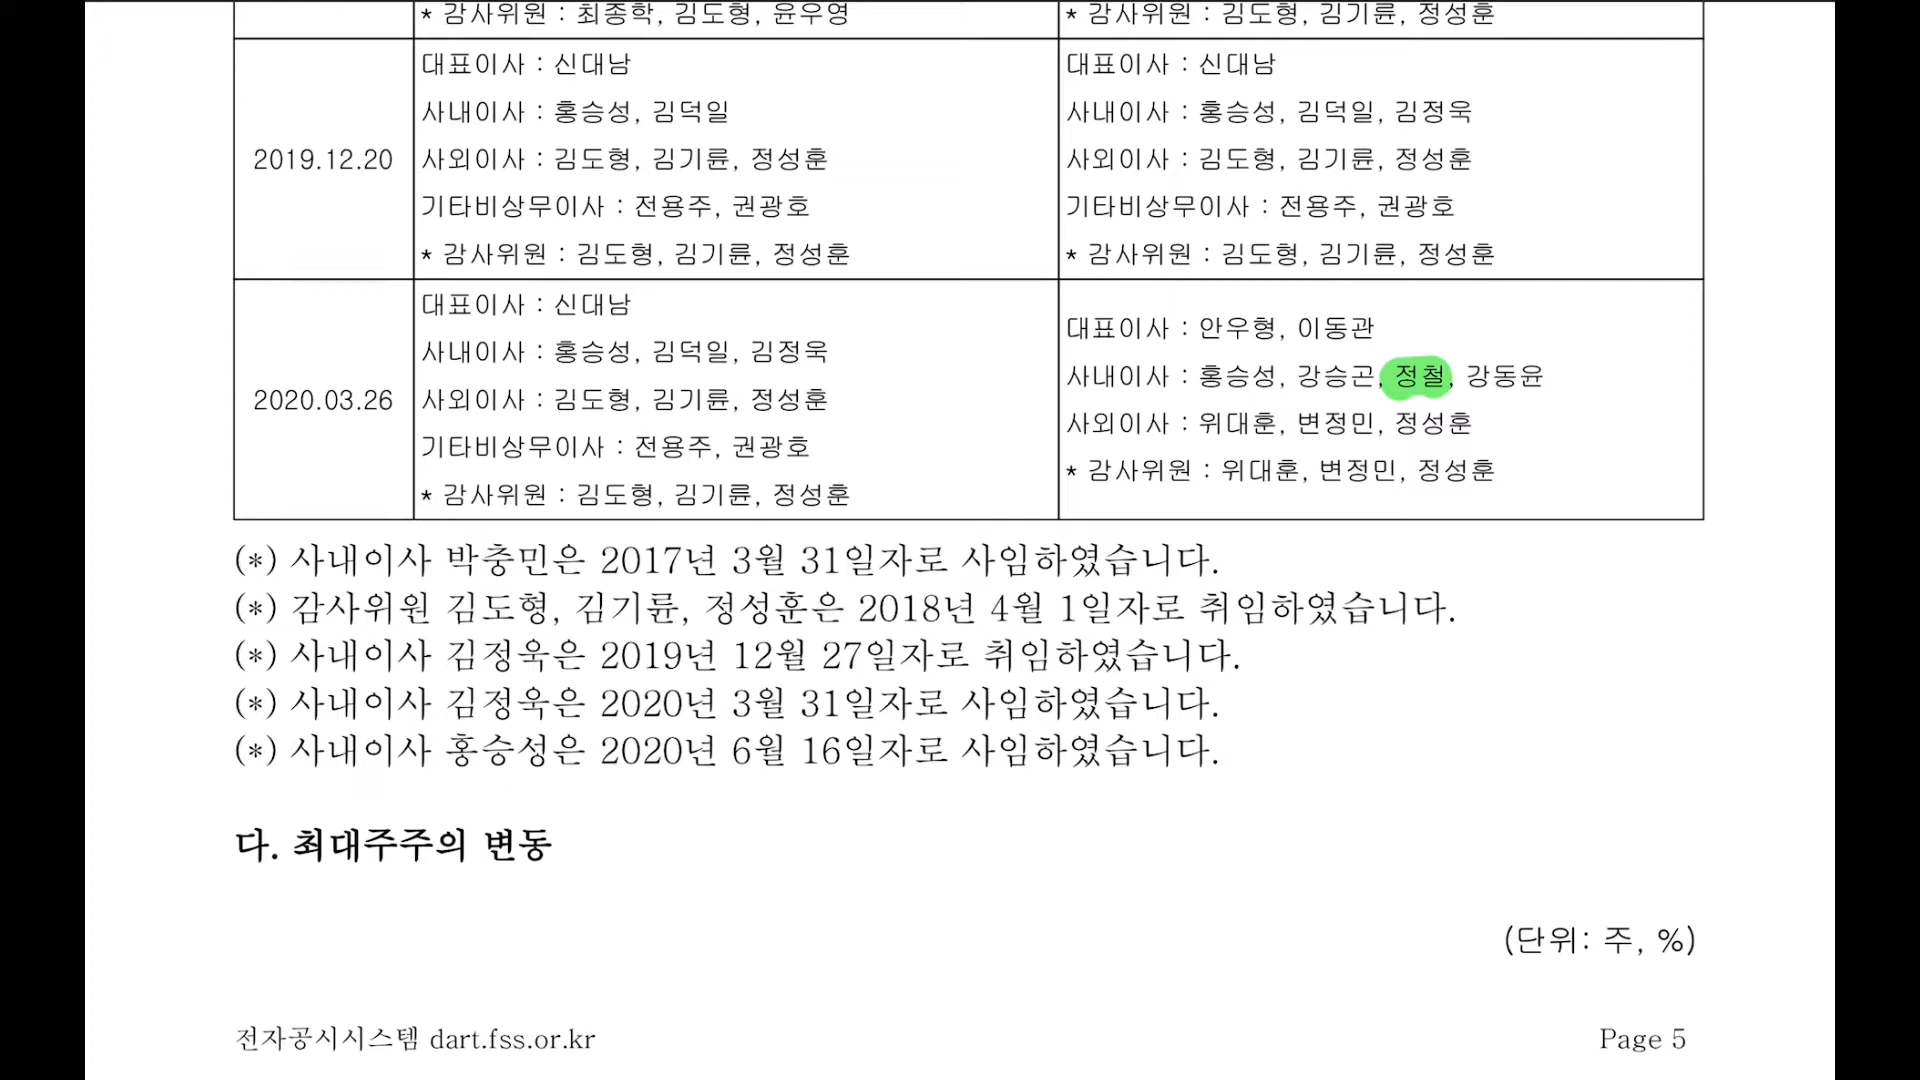 * 감사위원 : 최종학, 김도형, 윤우영
* 감사위원 : 김도형, 김기륜, 정성훈
2019.12.20
대표이사 : 신대남
사내이사 : 홍승성, 김덕일
사외이사 : 김도형, 김기륜, 정성훈
기타비상무이사 : 전용주, 권광호
* 감사위원 : 김도형, 김기륜, 정성훈
대표이사 : 신대남
사내이사 : 홍승성, 김덕일, 김정욱
사외이사 : 김도형, 김기륜, 정성훈
기타비상무이사 : 전용주, 권광호
* 감사위원 : 김도형, 김기륜, 정성훈
2020.03.26
대표이사 : 신대남
사내이사 : 홍승성, 김덕일, 김정욱
사외이사 : 김도형, 김기륜, 정성훈
기타비상무이사 : 전용주, 권광호
* 감사위원 : 김도형, 김기륜, 정성훈
대표이사 : 안우형, 이동관
사내이사 : 홍승성, 강승곤, 정철, 강동윤
사외이사 : 위대훈, 변정민, 정성훈
* 감사위원 : 위대훈, 변정민, 정성훈
(*) 사내이사 박충민은 2017년 3월 31일자로 사임하였습니다.
(*) 감사위원 김도형, 김기륜, 정성훈은 2018년 4월 1일자로 취임하였습니다.
(*) 사내이사 김정욱은 2019년 12월 27일자로 취임하였습니다.
(*) 사내이사 김정욱은 2020년 3월 31일자로 사임하였습니다.
(*) 사내이사 홍승성은 2020년 6월 16일자로 사임하였습니다.
다. 최대주주의 변동
(단위: 주, %)
전자공시시스템 dart.fss.or.kr
Page 5